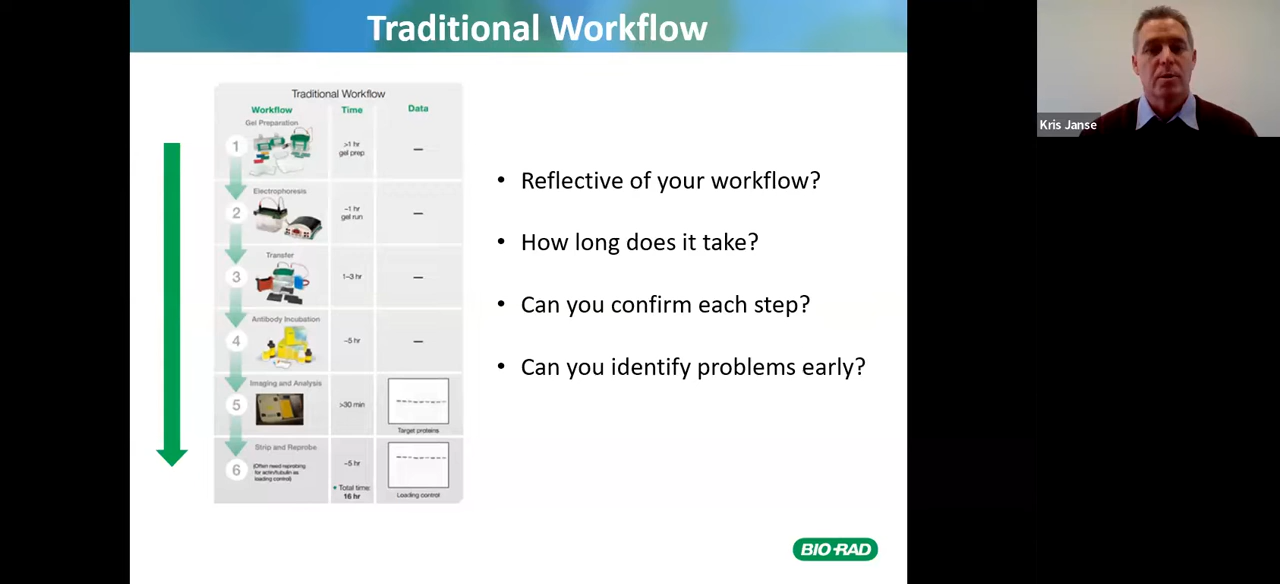 Traditional Workflow
Traditional Workflow
Workflow Time Data
Gel Preparation
1
>1 hr
gel prep
–
Electrophoresis
2
~1 hr
gel run
–
Transfer
3
1–3 hr
–
Antibody Incubation
4
~5 hr
–
Imaging and Analysis
5
>30 min
Target proteins
Strip and Reprobe
6
(Often need reprobing
for actin/tubulin as
loading control)
~5 hr
• Total time:
16 hr
Loading control
• Reflective of your workflow?
• How long does it take?
• Can you confirm each step?
• Can you identify problems early?
BIO-RAD
Kris Janse